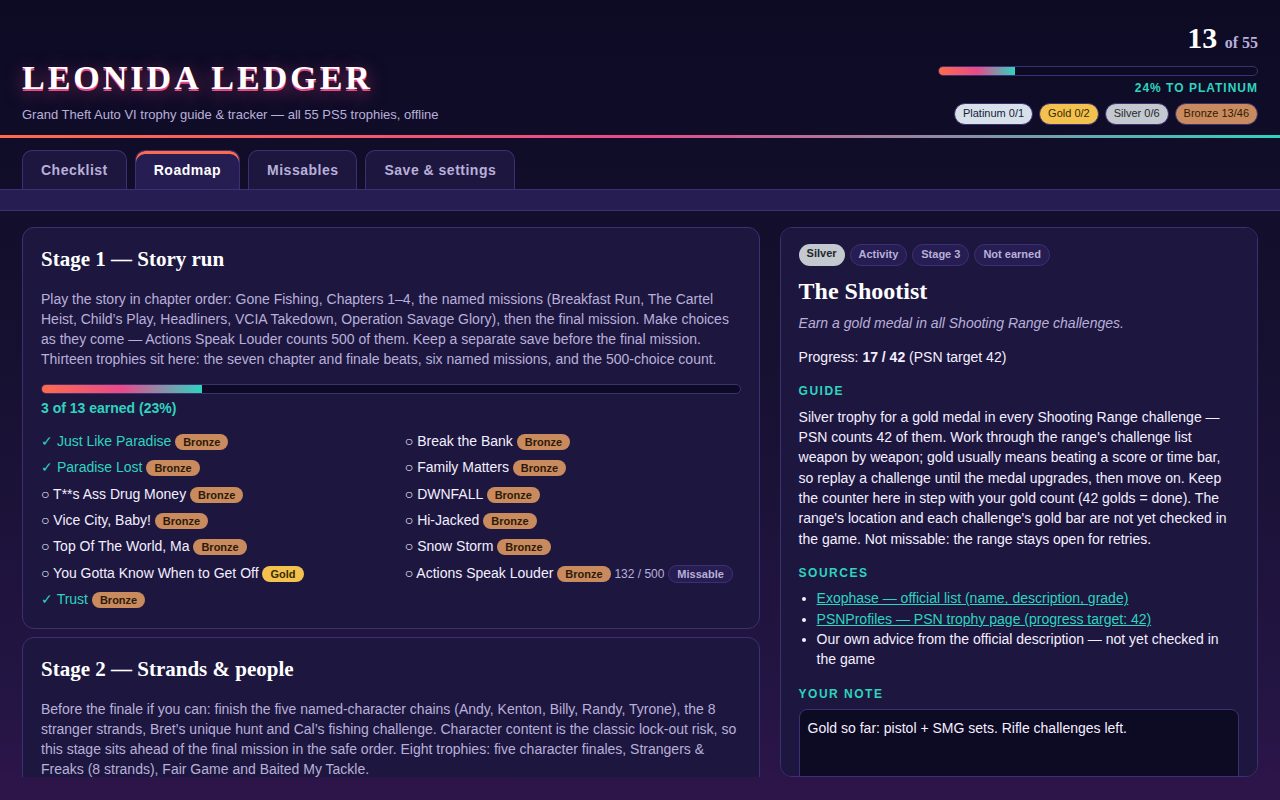 LEONIDA LEDGER
Grand Theft Auto VI trophy guide & tracker — all 55 PS5 trophies, offline
13 of 55
24% TO PLATINUM
Platinum 0/1 Gold 0/2 Silver 0/6 Bronze 13/46
Checklist Roadmap Missables Save & settings
Stage 1 — Story run
Play the story in chapter order: Gone Fishing, Chapters 1–4, the named missions (Breakfast Run, The Cartel
Heist, Child's Play, Headliners, VCIA Takedown, Operation Savage Glory), then the final mission. Make choices
as they come — Actions Speak Louder counts 500 of them. Keep a separate save before the final mission.
Thirteen trophies sit here: the seven chapter and finale beats, six named missions, and the 500-choice count.
3 of 13 earned (23%)
✓ Just Like Paradise Bronze
✓ Paradise Lost Bronze
○ T**s Ass Drug Money Bronze
○ Vice City, Baby! Bronze
○ Top Of The World, Ma Bronze
○ You Gotta Know When to Get Off Gold
✓ Trust Bronze
○ Break the Bank Bronze
○ Family Matters Bronze
○ DWNFALL Bronze
○ Hi-Jacked Bronze
○ Snow Storm Bronze
○ Actions Speak Louder Bronze 132 / 500 Missable
Stage 2 — Strands & people
Before the finale if you can: finish the five named-character chains (Andy, Kenton, Billy, Randy, Tyrone), the 8
stranger strands, Bret's unique hunt and Cal's fishing challenge. Character content is the classic lock-out risk, so
this stage sits ahead of the final mission in the safe order. Eight trophies: five character finales, Strangers &
Freaks (8 strands), Fair Game and Baited My Tackle.
Silver Activity Stage 3 Not earned
The Shootist
Earn a gold medal in all Shooting Range challenges.
Progress: 17 / 42 (PSN target 42)
GUIDE
Silver trophy for a gold medal in every Shooting Range challenge —
PSN counts 42 of them. Work through the range's challenge list
weapon by weapon; gold usually means beating a score or time bar,
so replay a challenge until the medal upgrades, then move on. Keep
the counter here in step with your gold count (42 golds = done). The
range's location and each challenge's gold bar are not yet checked in
the game. Not missable: the range stays open for retries.
SOURCES
• Exophase — official list (name, description, grade)
• PSNProfiles — PSN trophy page (progress target: 42)
• Our own advice from the official description — not yet checked in
the game
YOUR NOTE
Gold so far: pistol + SMG sets. Rifle challenges left.